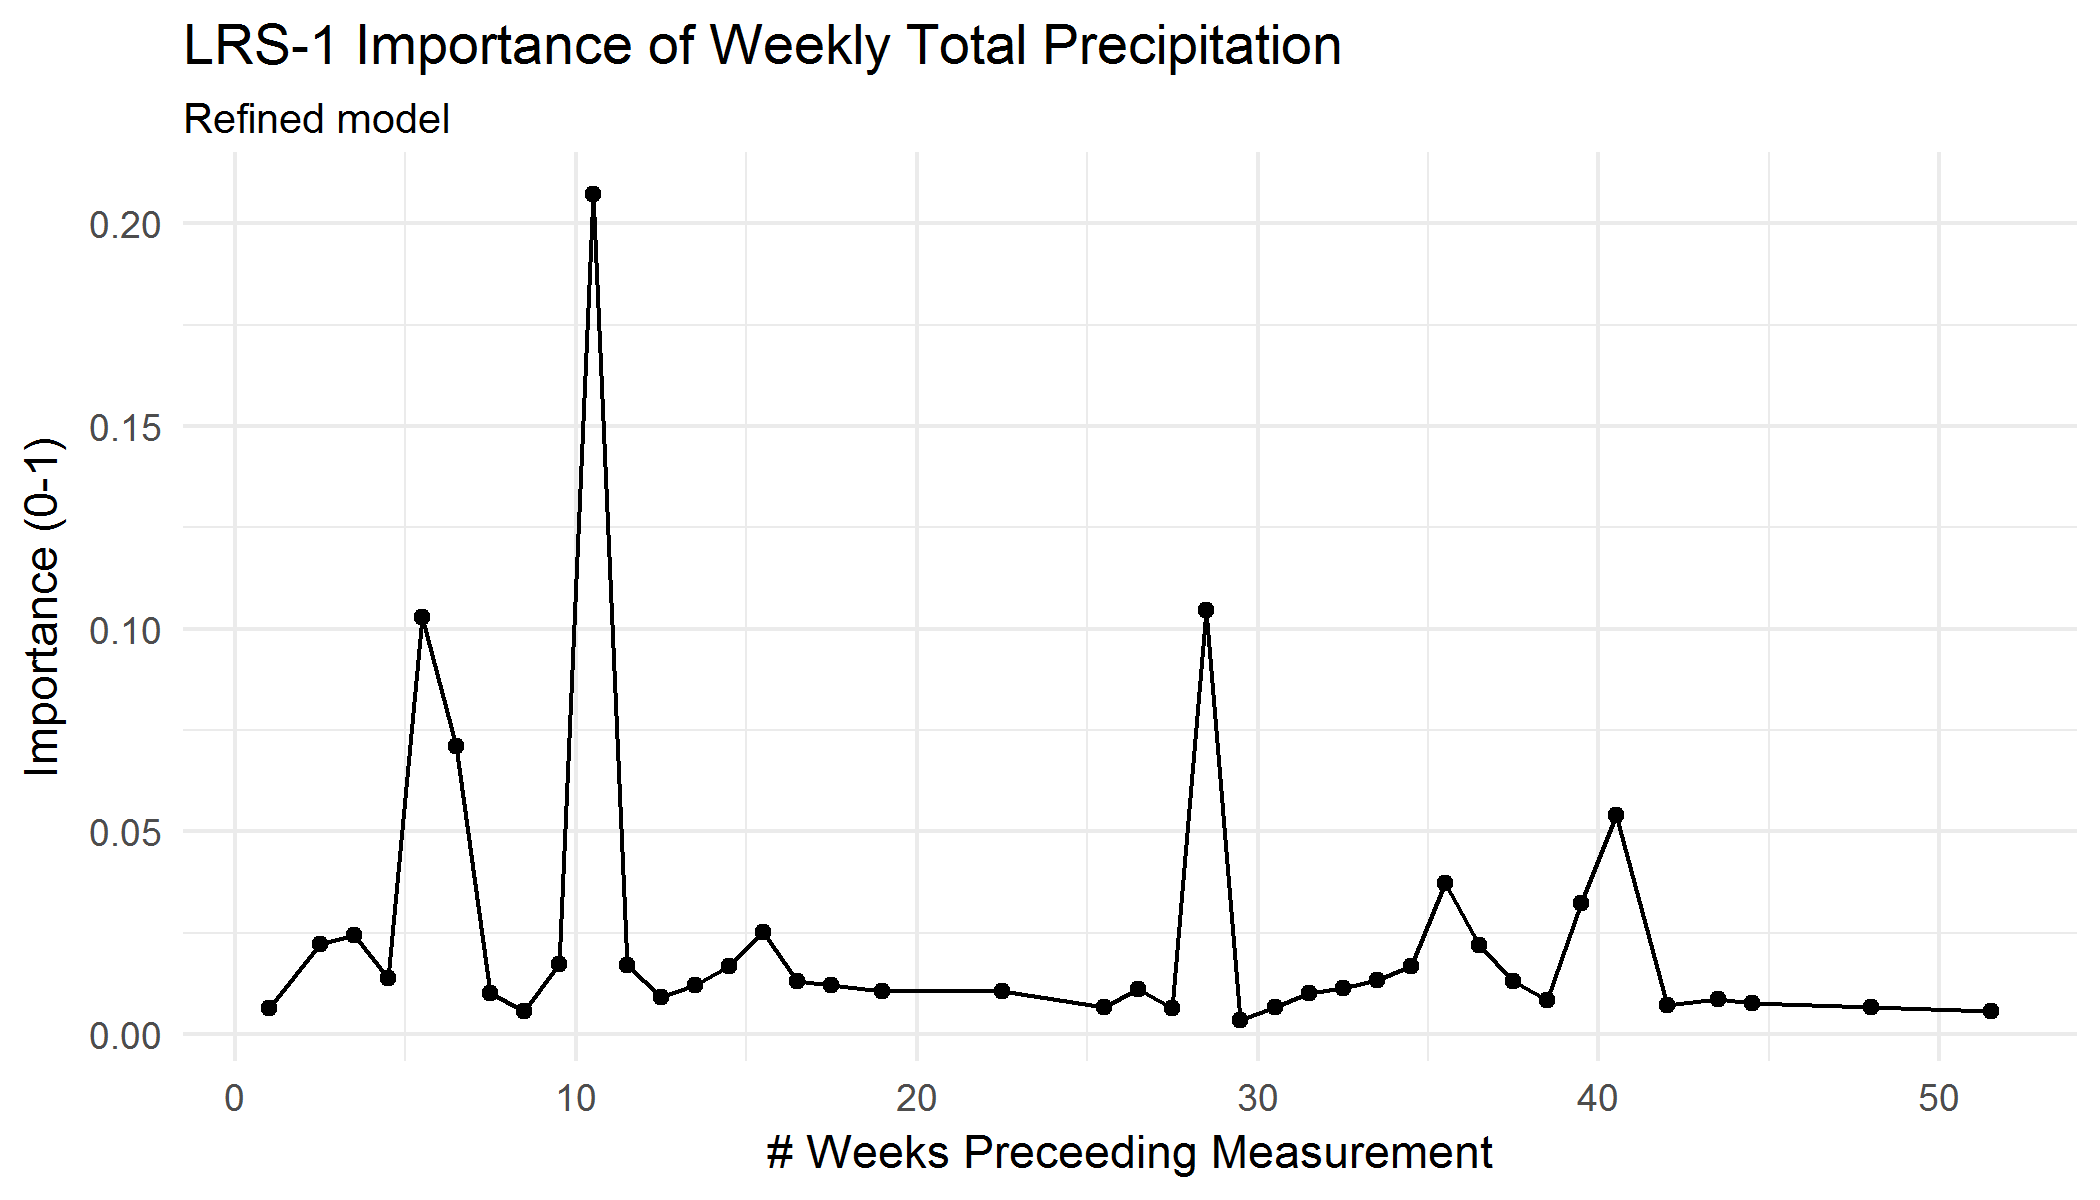 LRS-1 Importance of Weekly Total Precipitation
Refined model
Importance (0-1)
0.20
0.15
0.10
0.05
0.00
0 10 20 30 40 50
# Weeks Preceeding Measurement